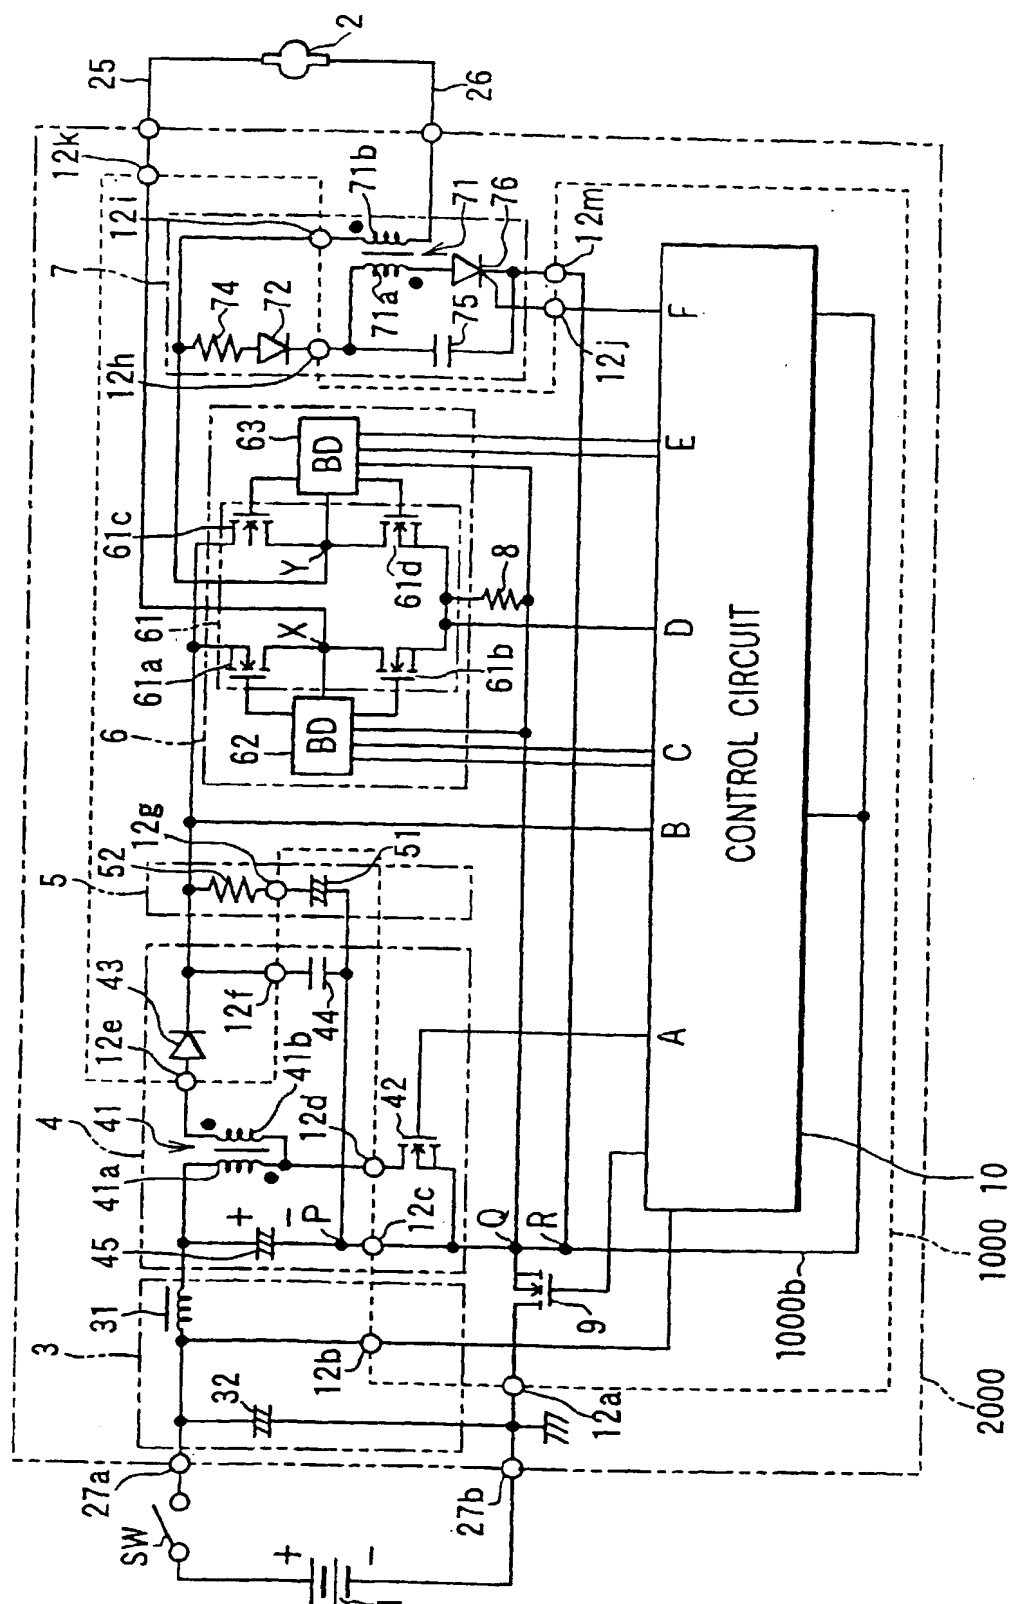 2
25
26
12k
12i
71b
71
76
12m
7
74
72
71a
75
12h
12j
F
63
BD
E
61c
Y
61d
8
61
X
D
61a
61b
6
62
BD
C
CONTROL CIRCUIT
12g
51
B
5
52
43
12f
44
12e
41b
A
4
41
12d
42
41a
+
-
P
12c
Q
R
45
31
9
10
1000
1000b
3
12b
2000
32
12a
27a
27b
SW
+
-
1